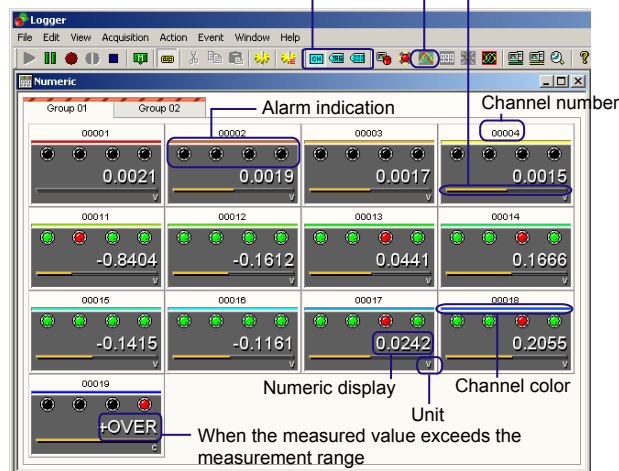 Logger
File Edit View Acquisition Action Event Window Help
CH
Numeric
Group 01 Group 02
Alarm indication
Channel number
00001 00002 00003 00004
0.0021 0.0019 0.0017 0.0015
V V V V
00011 00012 00013 00014
-0.8404 -0.1612 0.0441 0.1666
V V V V
00015 00016 00017 00018
-0.1415 -0.1161 0.0242 0.2055
V V V V
00019
Numeric display
Channel color
Unit
+OVER
C
When the measured value exceeds the
measurement range